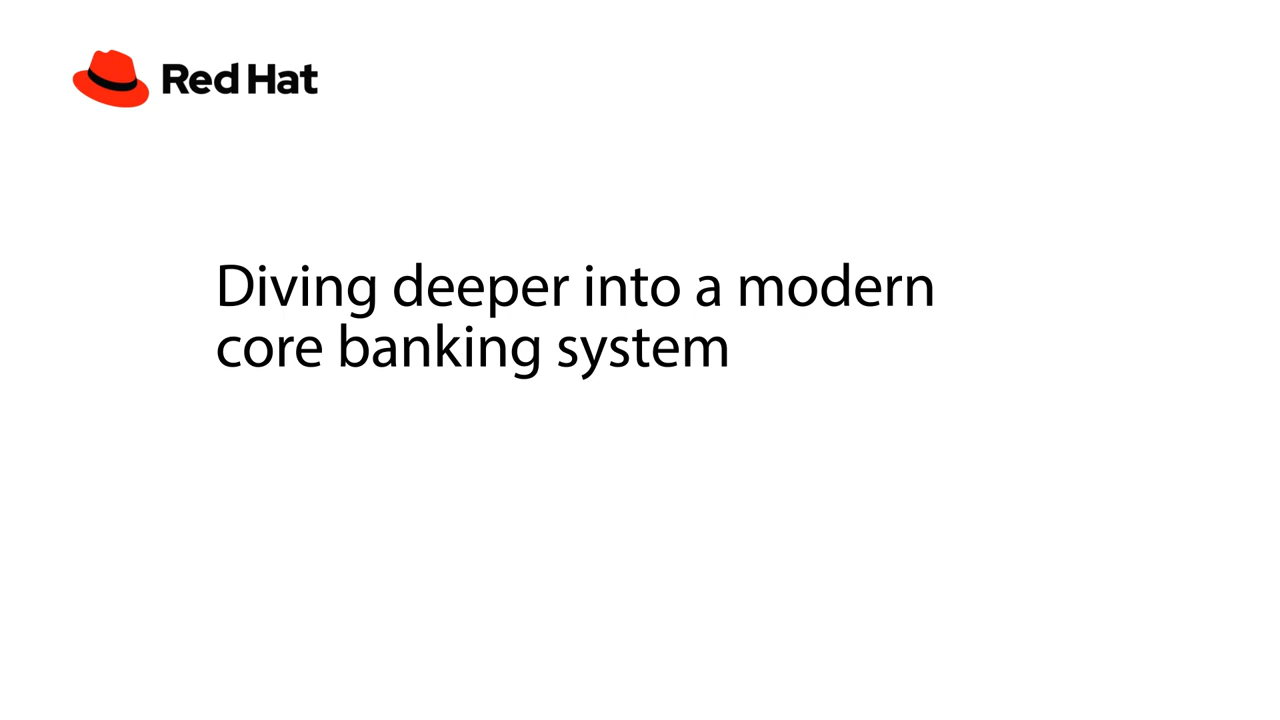 Red Hat
Diving deeper into a modern
core banking system